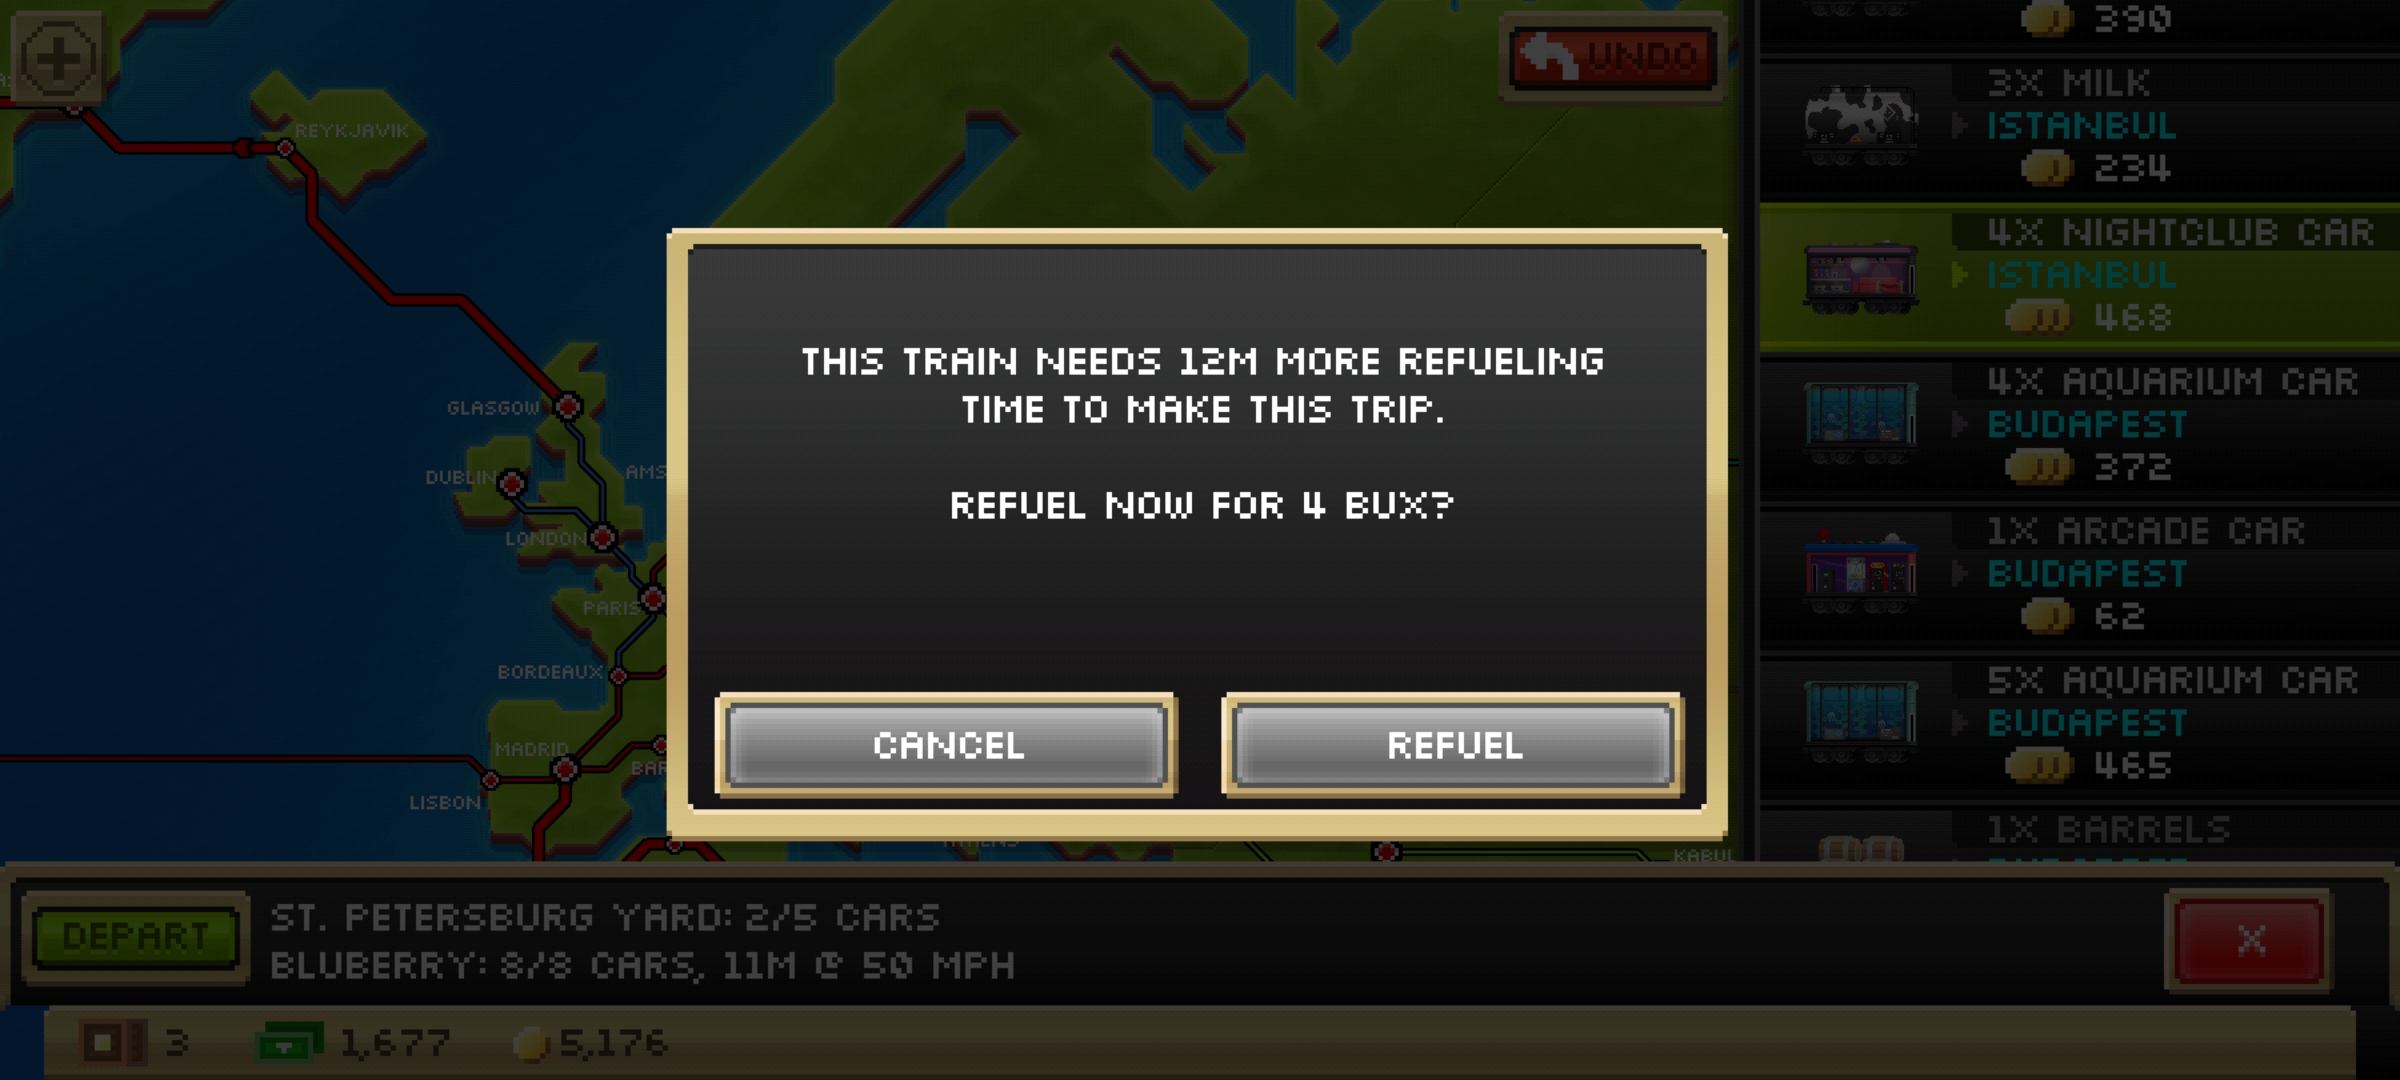 UNDO
REYKJAVIK
GLASGOW
DUBLIN
AMS
LONDON
PARIS
BORDEAUX
MADRID
BAR
LISBON
KABUL
THIS TRAIN NEEDS 12M MORE REFUELING
TIME TO MAKE THIS TRIP.
REFUEL NOW FOR 4 BUX?
CANCEL
REFUEL
390
3X MILK
ISTANBUL
234
4X NIGHTCLUB CAR
ISTANBUL
468
4X AQUARIUM CAR
BUDAPEST
372
1X ARCADE CAR
BUDAPEST
62
5X AQUARIUM CAR
BUDAPEST
465
1X BARRELS
DEPART
ST. PETERSBURG YARD: 2/5 CARS
BLUBERRY: 8/8 CARS, 11M @ 50 MPH
X
3
1,677
5,176